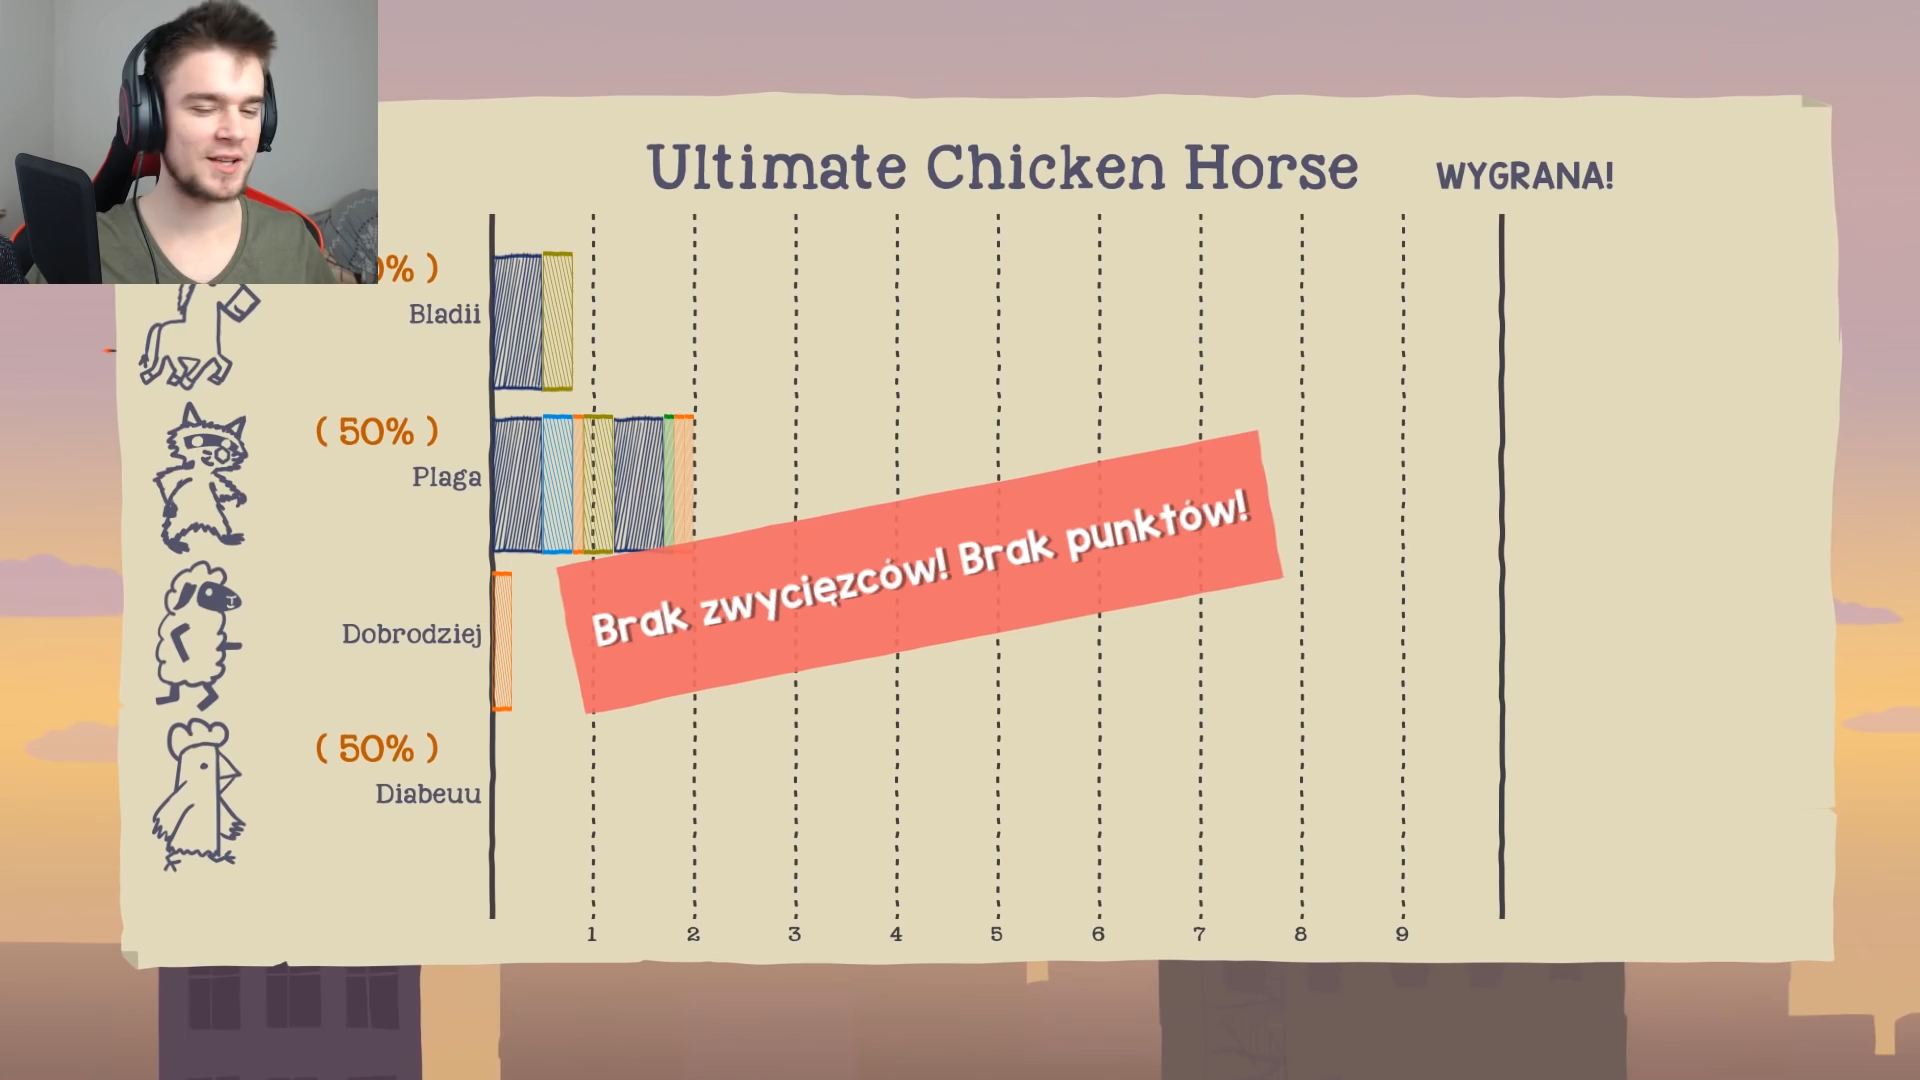 Ultimate Chicken Horse
WYGRANA!
0% )
Bladii
( 50% )
Plaga
Brak zwycięzców! Brak punktów!
Dobrodziej
( 50% )
Diabeuu
1 2 3 4 5 6 7 8 9